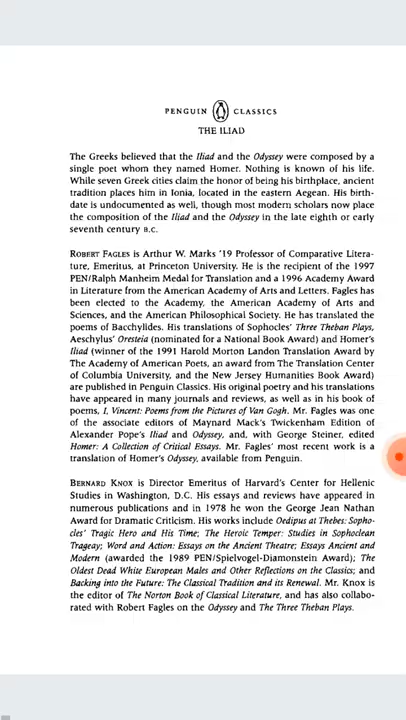 PENGUIN CLASSICS
THE ILIAD
The Greeks believed that the Iliad and the Odyssey were composed by a
single poet whom they named Homer. Nothing is known of his life.
While seven Greek cities claim the honor of being his birthplace, ancient
tradition places him in Ionia, located in the eastern Aegean. His birth-
date is undocumented as well, though most modern scholars now place
the composition of the Iliad and the Odyssey in the late eighth or early
seventh century B.C.
ROBERT FAGLES is Arthur W. Marks '19 Professor of Comparative Litera-
ture, Emeritus, at Princeton University. He is the recipient of the 1997
PEN/Ralph Manheim Medal for Translation and a 1996 Academy Award
in Literature from the American Academy of Arts and Letters. Fagles has
been elected to the Academy, the American Academy of Arts and
Sciences, and the American Philosophical Society. He has translated the
poems of Bacchylides. His translations of Sophocles' Three Theban Plays,
Aeschylus' Oresteia (nominated for a National Book Award) and Homer's
Iliad (winner of the 1991 Harold Morton Landon Translation Award by
The Academy of American Poets, an award from The Translation Center
of Columbia University, and the New Jersey Humanities Book Award)
are published in Penguin Classics. His original poetry and his translations
have appeared in many journals and reviews, as well as in his book of
poems, I, Vincent: Poems from the Pictures of Van Gogh. Mr. Fagles was one
of the associate editors of Maynard Mack's Twickenham Edition of
Alexander Pope's Iliad and Odyssey, and, with George Steiner, edited
Homer: A Collection of Critical Essays. Mr. Fagles' most recent work is a
translation of Homer's Odyssey, available from Penguin.
BERNARD KNOX is Director Emeritus of Harvard's Center for Hellenic
Studies in Washington, D.C. His essays and reviews have appeared in
numerous publications and in 1978 he won the George Jean Nathan
Award for Dramatic Criticism. His works include Oedipus at Thebes: Sopho-
cles' Tragic Hero and His Time; The Heroic Temper: Studies in Sophoclean
Tragedy; Word and Action: Essays on the Ancient Theatre; Essays Ancient and
Modern (awarded the 1989 PEN/Spielvogel-Diamonstein Award); The
Oldest Dead White European Males and Other Reflections on the Classics; and
Backing into the Future: The Classical Tradition and its Renewal. Mr. Knox is
the editor of The Norton Book of Classical Literature, and has also collabo-
rated with Robert Fagles on the Odyssey and The Three Theban Plays.